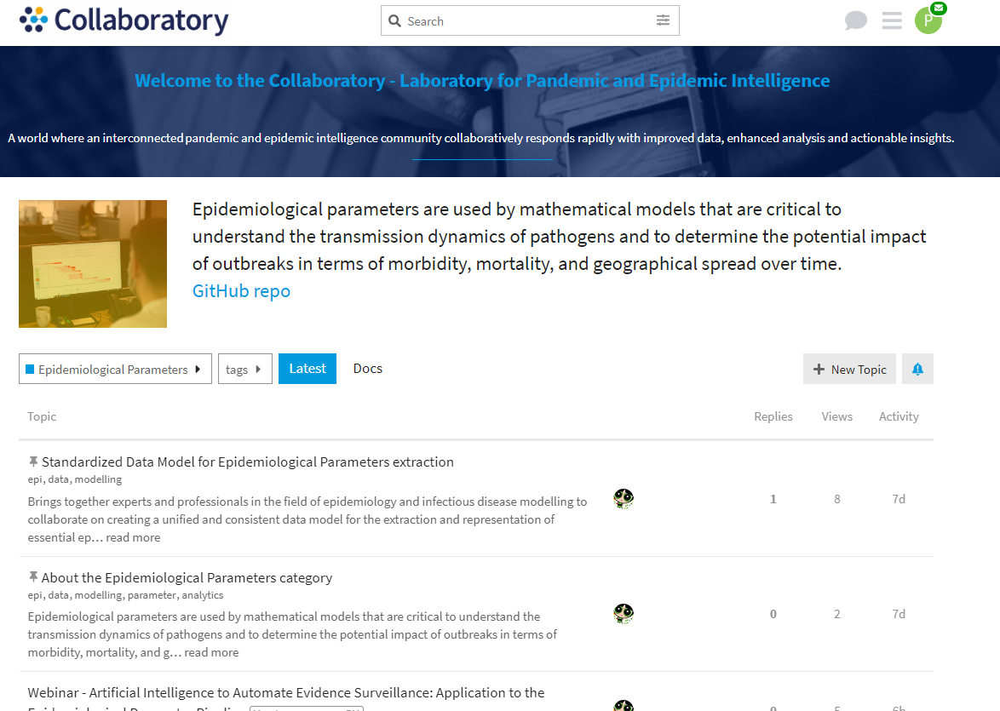 Collaboratory
Search
P
Welcome to the Collaboratory - Laboratory for Pandemic and Epidemic Intelligence
A world where an interconnected pandemic and epidemic intelligence community collaboratively responds rapidly with improved data, enhanced analysis and actionable insights.
Epidemiological parameters are used by mathematical models that are critical to
understand the transmission dynamics of pathogens and to determine the potential impact
of outbreaks in terms of morbidity, mortality, and geographical spread over time.
GitHub repo
Epidemiological Parameters
tags
Latest
Docs
New Topic
Topic
Replies
Views
Activity
Standardized Data Model for Epidemiological Parameters extraction
epi, data, modelling
Brings together experts and professionals in the field of epidemiology and infectious disease modelling to
collaborate on creating a unified and consistent data model for the extraction and representation of
essential ep… read more
1
8
7d
About the Epidemiological Parameters category
epi, data, modelling, parameter, analytics
Epidemiological parameters are used by mathematical models that are critical to understand the
transmission dynamics of pathogens and to determine the potential impact of outbreaks in terms of
morbidity, mortality, and g… read more
0
2
7d
Webinar - Artificial Intelligence to Automate Evidence Surveillance: Application to the
Epidemiological Parameter Pipeline
0
5
6h